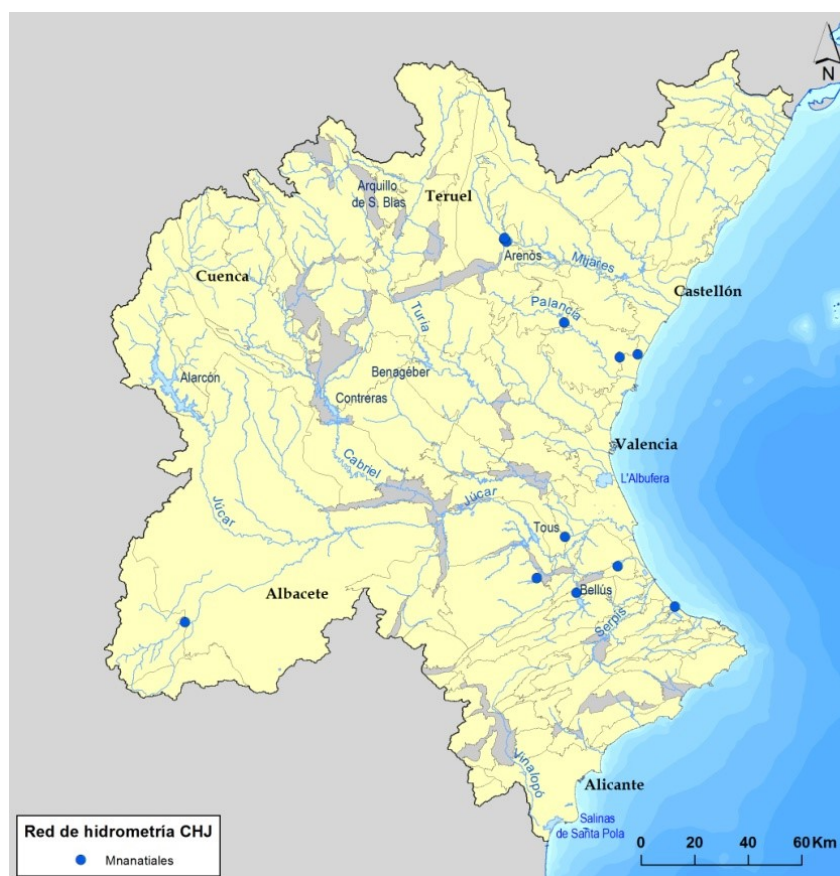 N
Arquillo
de S. Blas
Teruel
Cuenca
Arenós
Mijares
Castellón
Palancia
Turia
Alarcón
Benagéber
Contreras
Valencia
Cabriel
L'Albufera
Júcar
Júcar
Tous
Albacete
Bellús
Serpis
Vinalopó
Alicante
Salinas
de Santa Pola
Red de hidrometría CHJ
Mnanatiales
0 20 40 60 Km